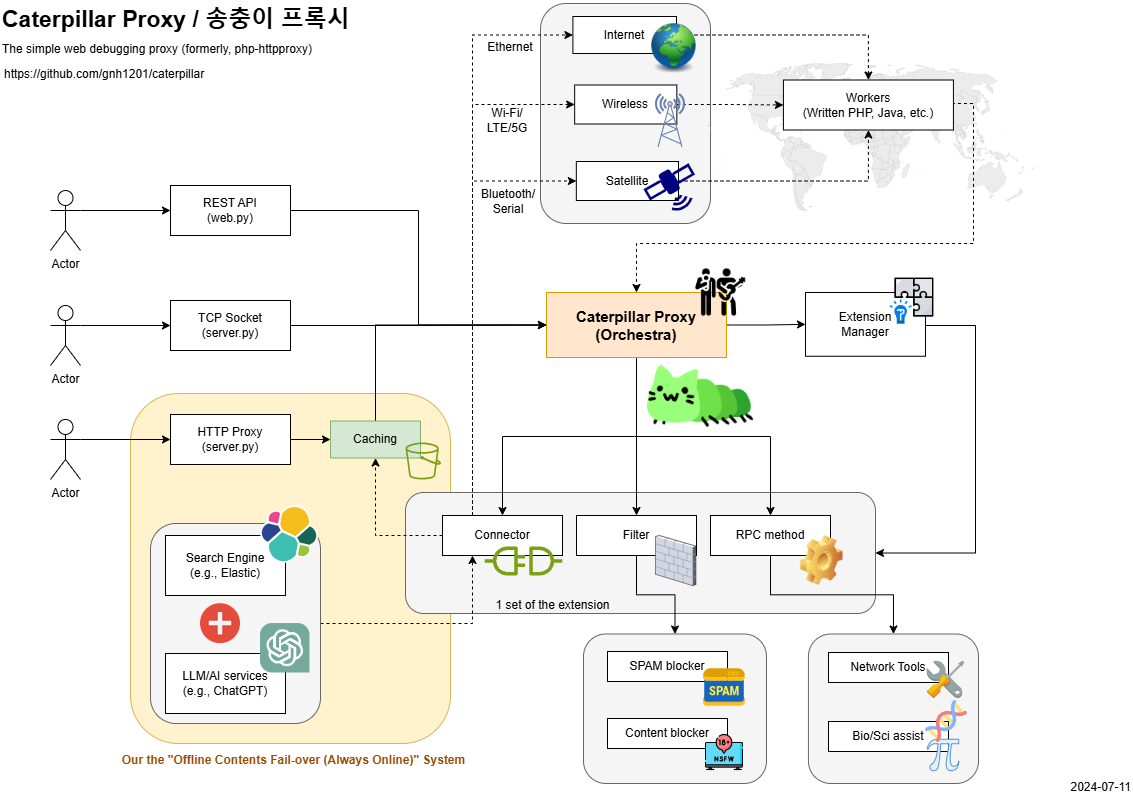 Caterpillar Proxy / 송충이 프록시
The simple web debugging proxy (formerly, php-httpproxy)
https://github.com/gnh1201/caterpillar
Ethernet
Internet
Wi-Fi/
LTE/5G
Wireless
Workers
(Written PHP, Java, etc.)
Bluetooth/
Serial
Satellite
REST API
(web.py)
Actor
TCP Socket
(server.py)
Actor
Caterpillar Proxy
(Orchestra)
Extension
Manager
HTTP Proxy
(server.py)
Caching
Actor
Connector
Filter
RPC method
1 set of the extension
Search Engine
(e.g., Elastic)
LLM/AI services
(e.g., ChatGPT)
SPAM blocker
SPAM
Content blocker
18+
NSFW
Network Tools
Bio/Sci assist
π
Our the "Offline Contents Fail-over (Always Online)" System
2024-07-11